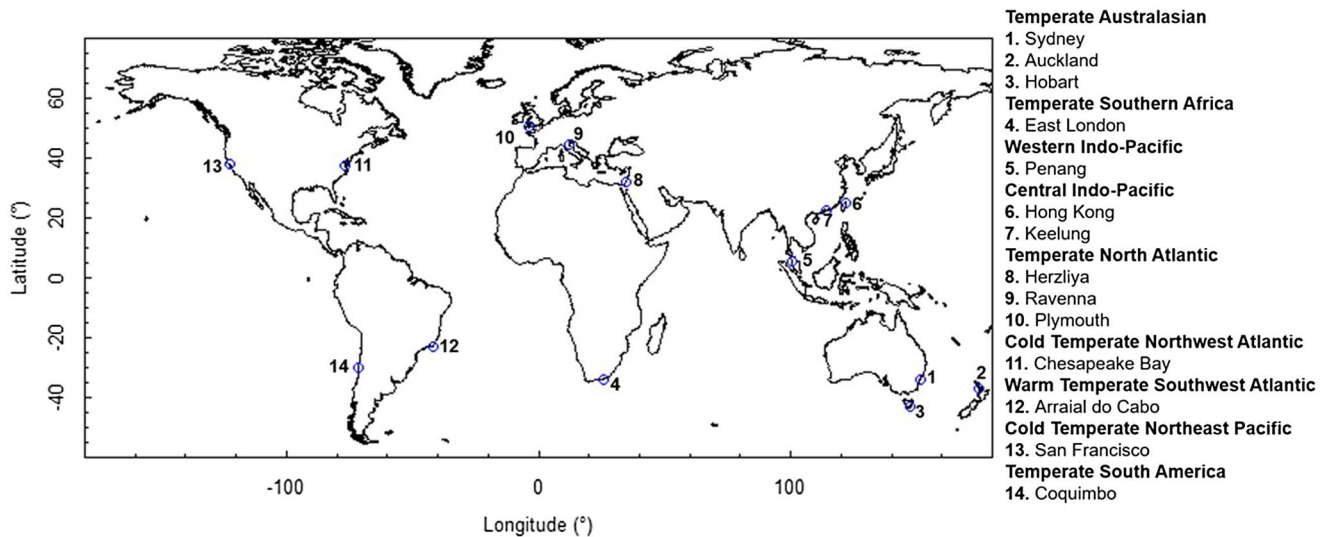 Temperate Australasian
1. Sydney
2. Auckland
3. Hobart
Temperate Southern Africa
4. East London
Western Indo-Pacific
5. Penang
Central Indo-Pacific
6. Hong Kong
7. Keelung
Temperate North Atlantic
8. Herzliya
9. Ravenna
10. Plymouth
Cold Temperate Northwest Atlantic
11. Chesapeake Bay
Warm Temperate Southwest Atlantic
12. Arraial do Cabo
Cold Temperate Northeast Pacific
13. San Francisco
Temperate South America
14. Coquimbo
Latitude (°)
60
40
20
0
-20
-40
10
9
13
11
8
7
6
5
12
14
4
1
2
3
-100
0
100
Longitude (°)